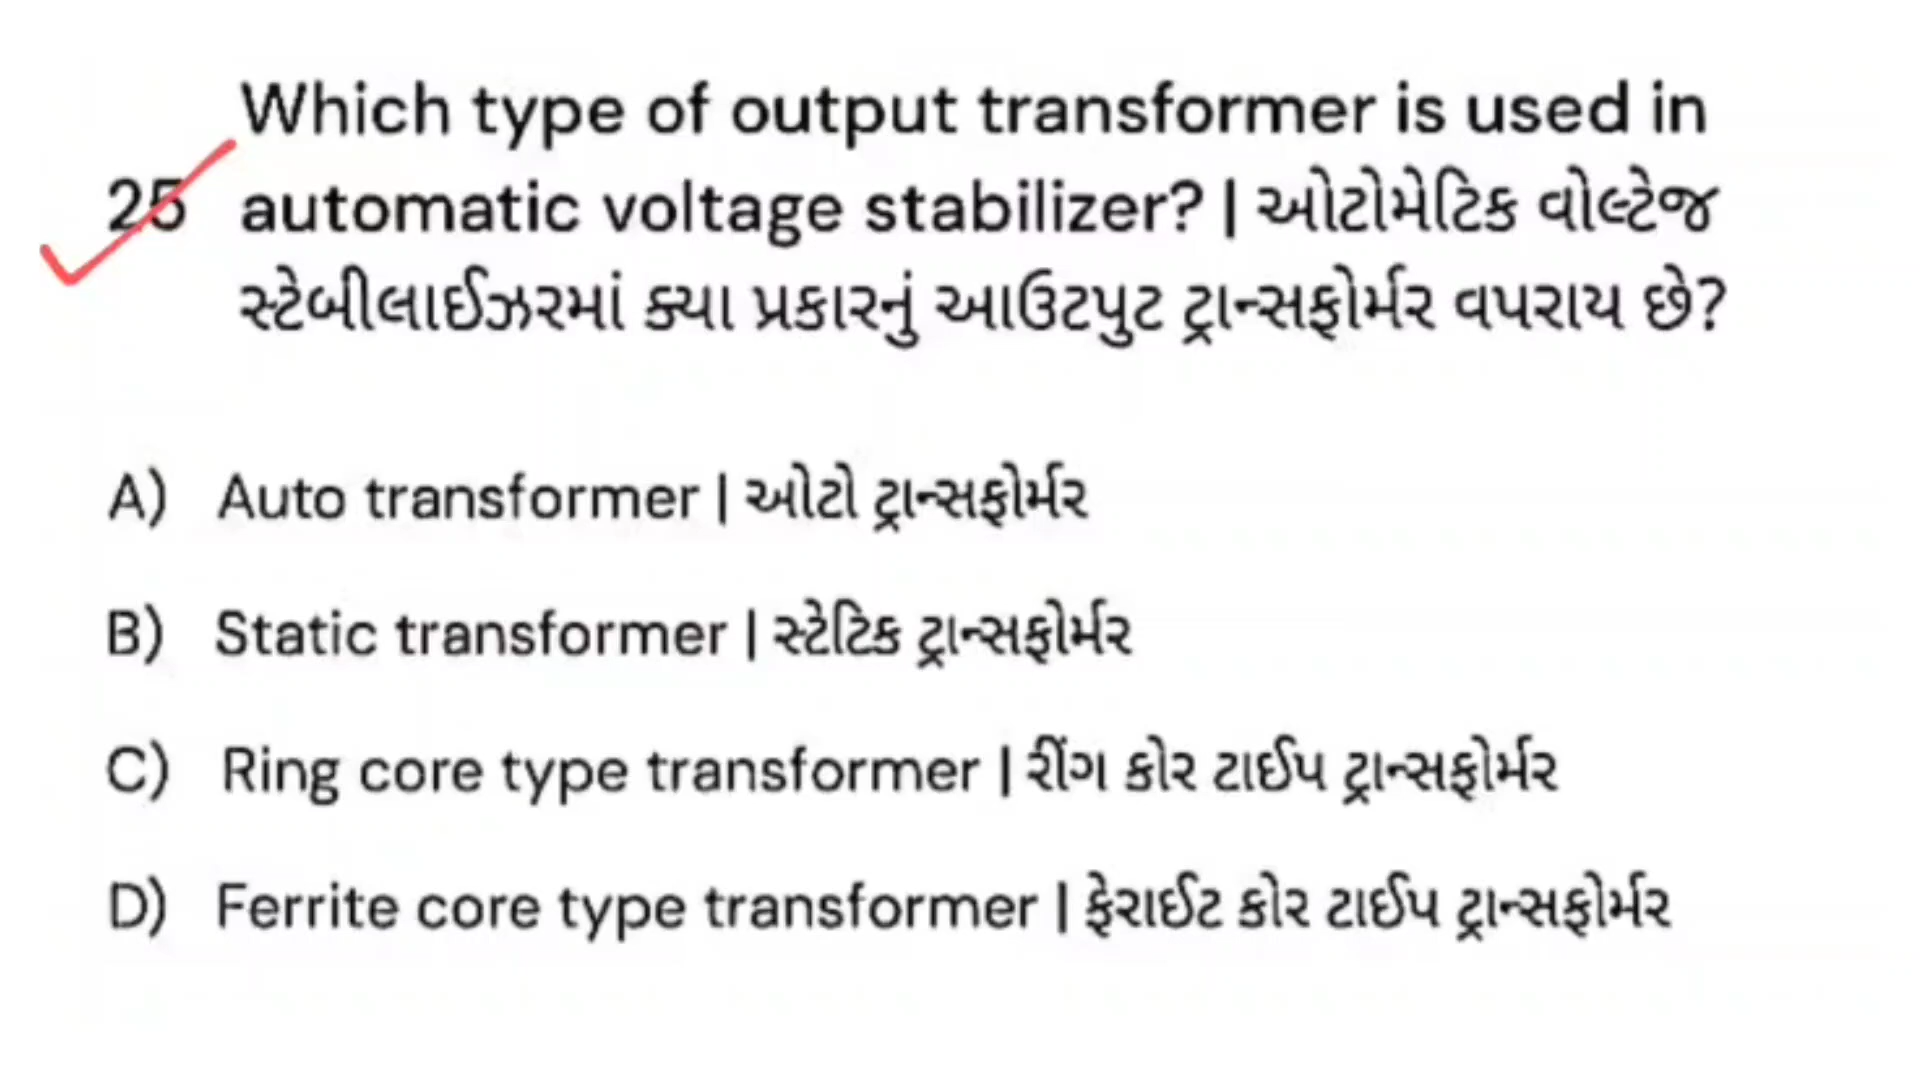 Which type of output transformer is used in
25 automatic voltage stabilizer? | ઓટોમેટિક વોલ્ટેજ
સ્ટેબીલાઈઝરમાં ક્યા પ્રકારનું આઉટપુટ ટ્રાન્સફોર્મર વપરાય છે?
A) Auto transformer | ઓટો ટ્રાન્સફોર્મર
B) Static transformer | સ્ટેટિક ટ્રાન્સફોર્મર
C) Ring core type transformer | રીંગ કોર ટાઈપ ટ્રાન્સફોર્મર
D) Ferrite core type transformer | ફેરાઈટ કોર ટાઈપ ટ્રાન્સફોર્મર